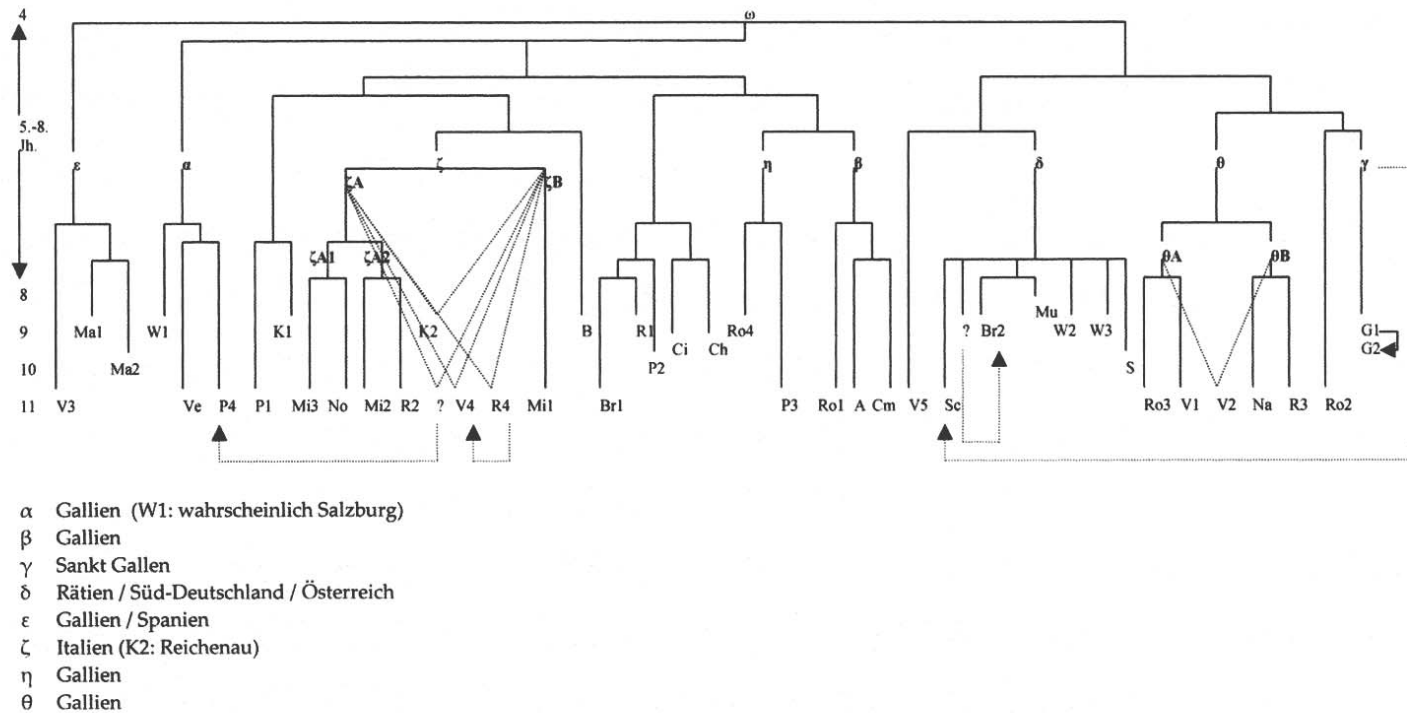 4 ω
5.-8.
Jh.
ε α ζ η β δ θ γ
ζA ζB
ζA1 ζA2 θA θB
8
Mu
9 Ma1 W1 K1 K2 B R1 Ro4 ? Br2 W2 W3 G1
Ci Ch G2
10 Ma2 P2 S
11 V3 Ve P4 P1 Mi3 No Mi2 R2 ? V4 R4 Mi1 Br1 P3 Ro1 A Cm V5 Sc Ro3 V1 V2 Na R3 Ro2
α Gallien (W1: wahrscheinlich Salzburg)
β Gallien
γ Sankt Gallen
δ Rätien / Süd-Deutschland / Österreich
ε Gallien / Spanien
ζ Italien (K2: Reichenau)
η Gallien
θ Gallien